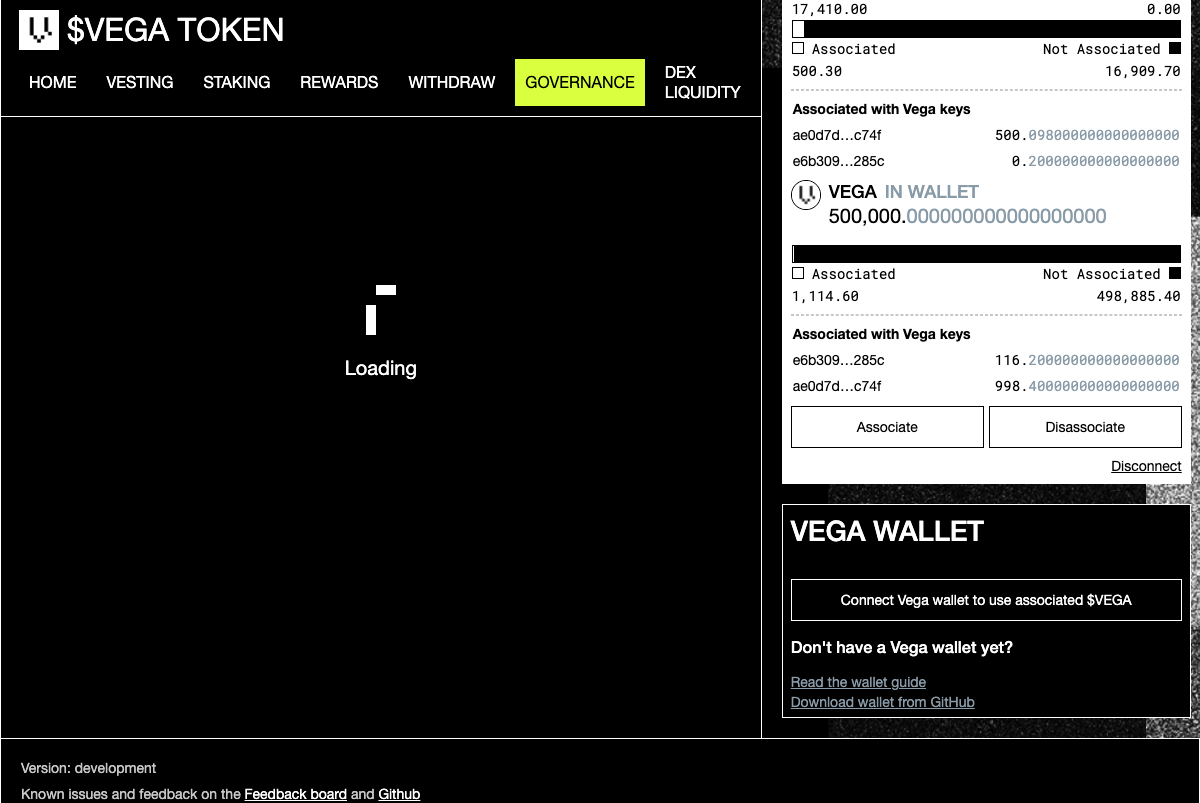 $VEGA TOKEN
HOME VESTING STAKING REWARDS WITHDRAW GOVERNANCE DEX LIQUIDITY
Loading
17,410.00 0.00
Associated Not Associated
500.30 16,909.70
Associated with Vega keys
ae0d7d…c74f 500.098000000000000000
e6b309…285c 0.200000000000000000
VEGA IN WALLET
500,000.000000000000000000
Associated Not Associated
1,114.60 498,885.40
Associated with Vega keys
e6b309…285c 116.200000000000000000
ae0d7d…c74f 998.400000000000000000
Associate Disassociate
Disconnect
VEGA WALLET
Connect Vega wallet to use associated $VEGA
Don't have a Vega wallet yet?
Read the wallet guide
Download wallet from GitHub
Version: development
Known issues and feedback on the Feedback board and Github